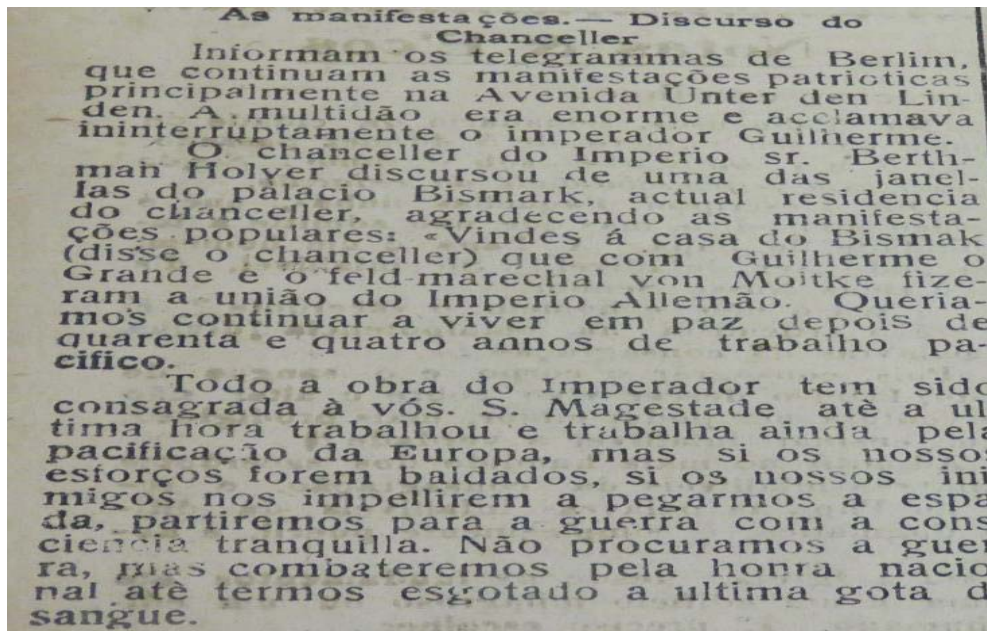 As manifestações.— Discurso do
Chanceller
Informam os telegrammas de Berlim,
que continuam as manifestações patrioticas
principalmente na Avenida Unter den Lin-
den. A multidão era enorme e acclamava
ininterruptamente o imperador Guilherme.
O chanceller do Imperio sr. Berth-
mah Holver discursou de uma das janel-
las do palacio Bismark, actual residencia
do chanceller, agradecendo as manifesta-
ções populares: «Vindes á casa do Bismak
(disse o chanceller) que com Guilherme o
Grande e o feld-marechal von Moitke fize-
ram a união do Imperio Allemão. Queria-
mos continuar a viver em paz depois de
quarenta e quatro annos de trabalho pa-
cifico.
Todo a obra do Imperador tem sido
consagrada à vós. S. Magestade atè a ul
tima hora trabalhou e trabalha ainda pela
pacificação da Europa, mas si os nosso
esforços forem baidados, si os nossos ini
migos nos impellirem a pegarmos a espa
da, partiremos para a guerra com a cons
ciencia tranquilla. Não procuramos a guer
ra, mas combateremos pela honra nacio
nal atè termos esgotado a ultima gota d
sangue.